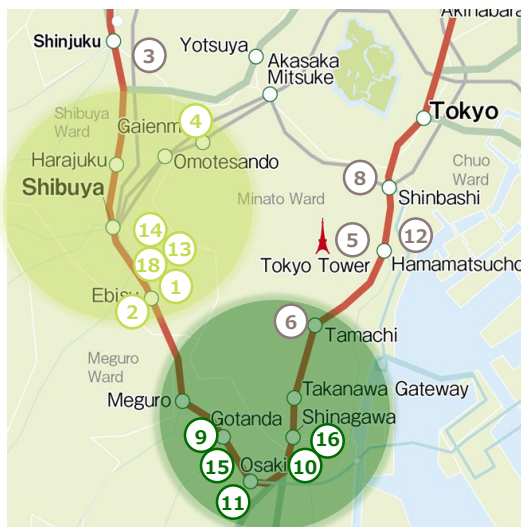 Akihabara
Shinjuku
3
Yotsuya
Akasaka
Mitsuke
Tokyo
Shibuya
Ward
4
Gaienm
Omotesando
Harajuku
Shibuya
Chuo
Ward
8
Shinbashi
Minato Ward
14
13
18
1
5
12
Tokyo Tower
Hamamatsucho
Ebisu
2
6
Tamachi
Meguro
Ward
Meguro
Takanawa Gateway
Gotanda
Shinagawa
9
16
15
Osaki
10
11